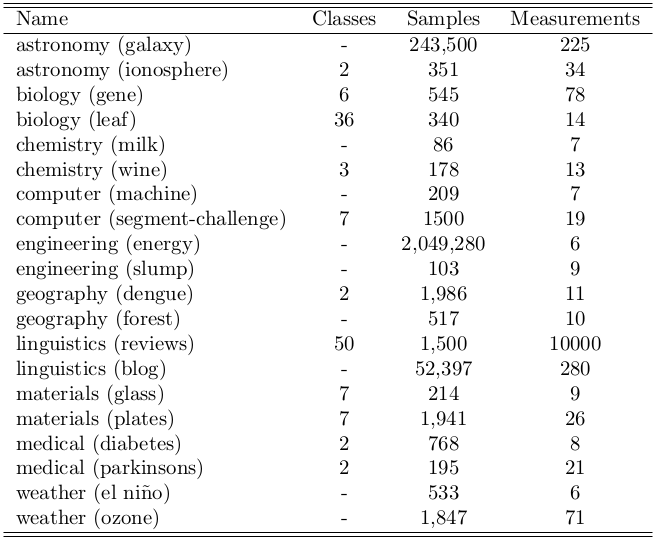 Name Classes Samples Measurements
astronomy (galaxy) - 243,500 225
astronomy (ionosphere) 2 351 34
biology (gene) 6 545 78
biology (leaf) 36 340 14
chemistry (milk) - 86 7
chemistry (wine) 3 178 13
computer (machine) - 209 7
computer (segment-challenge) 7 1500 19
engineering (energy) - 2,049,280 6
engineering (slump) - 103 9
geography (dengue) 2 1,986 11
geography (forest) - 517 10
linguistics (reviews) 50 1,500 10000
linguistics (blog) - 52,397 280
materials (glass) 7 214 9
materials (plates) 7 1,941 26
medical (diabetes) 2 768 8
medical (parkinsons) 2 195 21
weather (el niño) - 533 6
weather (ozone) - 1,847 71